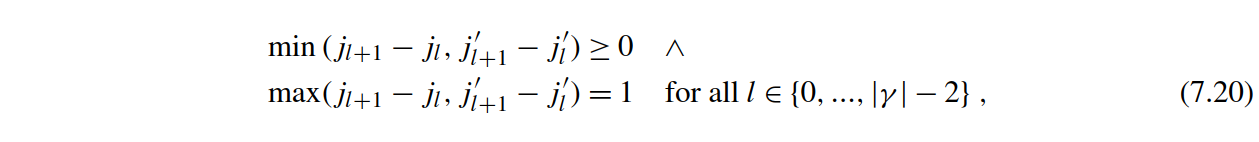 min (j_{l+1} − j_l, j′_{l+1} − j′_l) ≥ 0 ∧
max(j_{l+1} − j_l, j′_{l+1} − j′_l) = 1 for all l ∈ {0, ..., |γ| − 2} , (7.20)